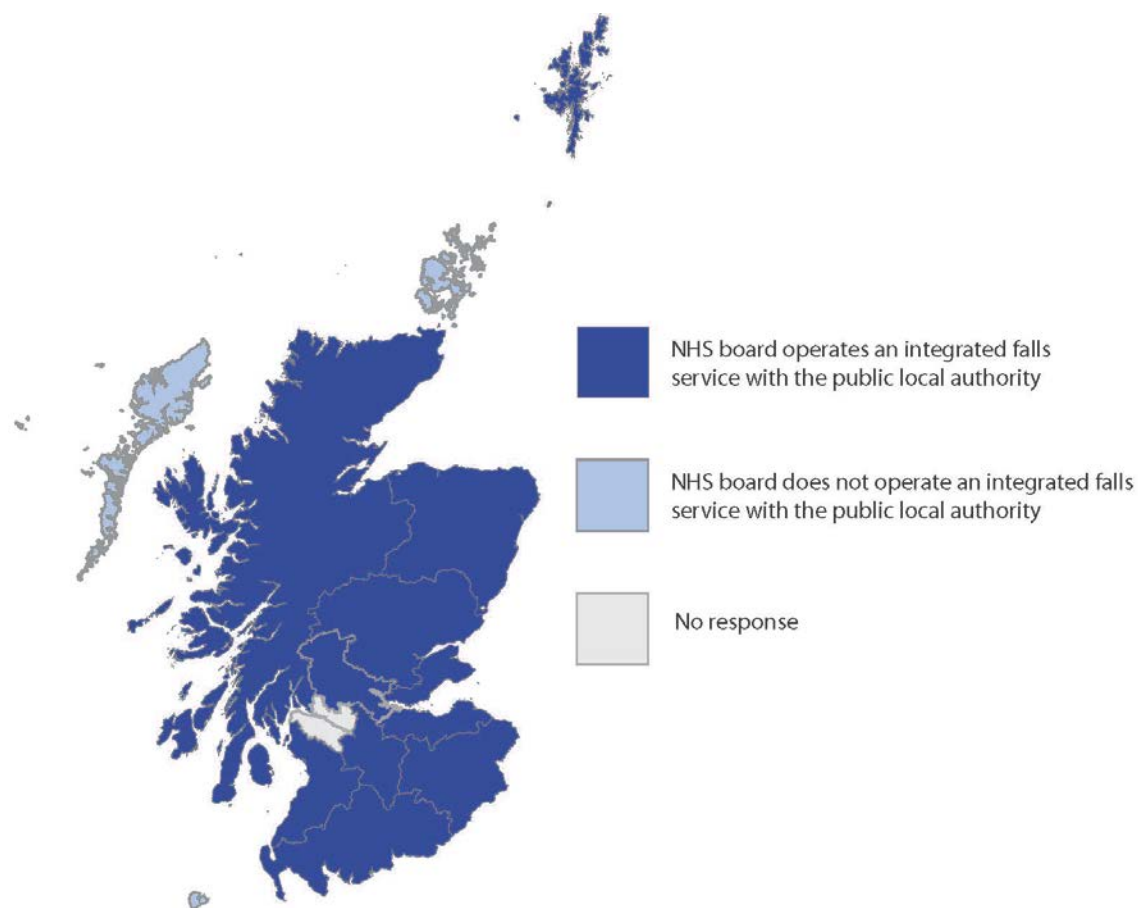 NHS board operates an integrated falls
service with the public local authority
NHS board does not operate an integrated falls
service with the public local authority
No response